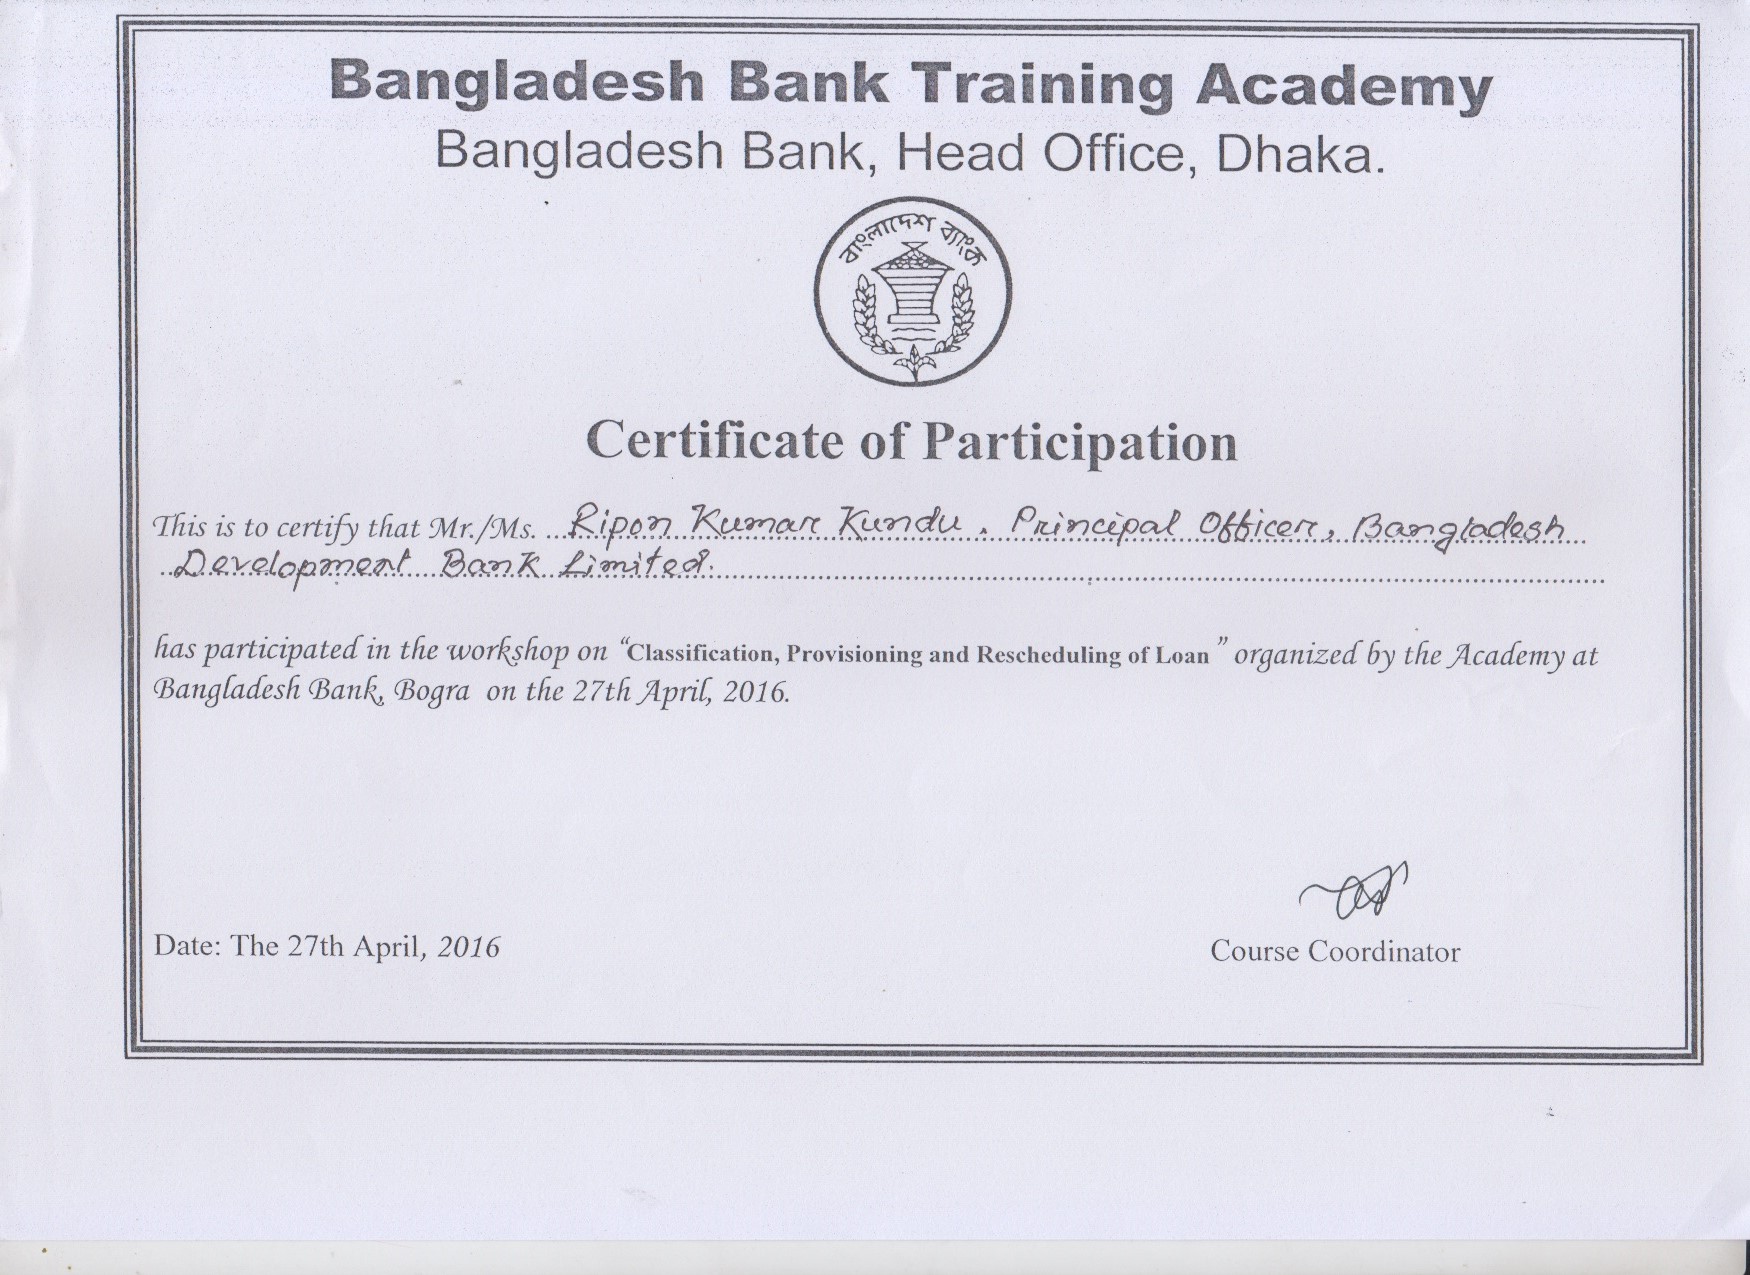 Bangladesh Bank Training Academy
Bangladesh Bank, Head Office, Dhaka.
বাংলাদেশ ব্যাংক
Certificate of Participation
This is to certify that Mr./Ms. Ripon Kumar Kundu, Principal Officer, Bangladesh
Development Bank Limited.
has participated in the workshop on “Classification, Provisioning and Rescheduling of Loan ” organized by the Academy at
Bangladesh Bank, Bogra on the 27th April, 2016.
Date: The 27th April, 2016
Course Coordinator